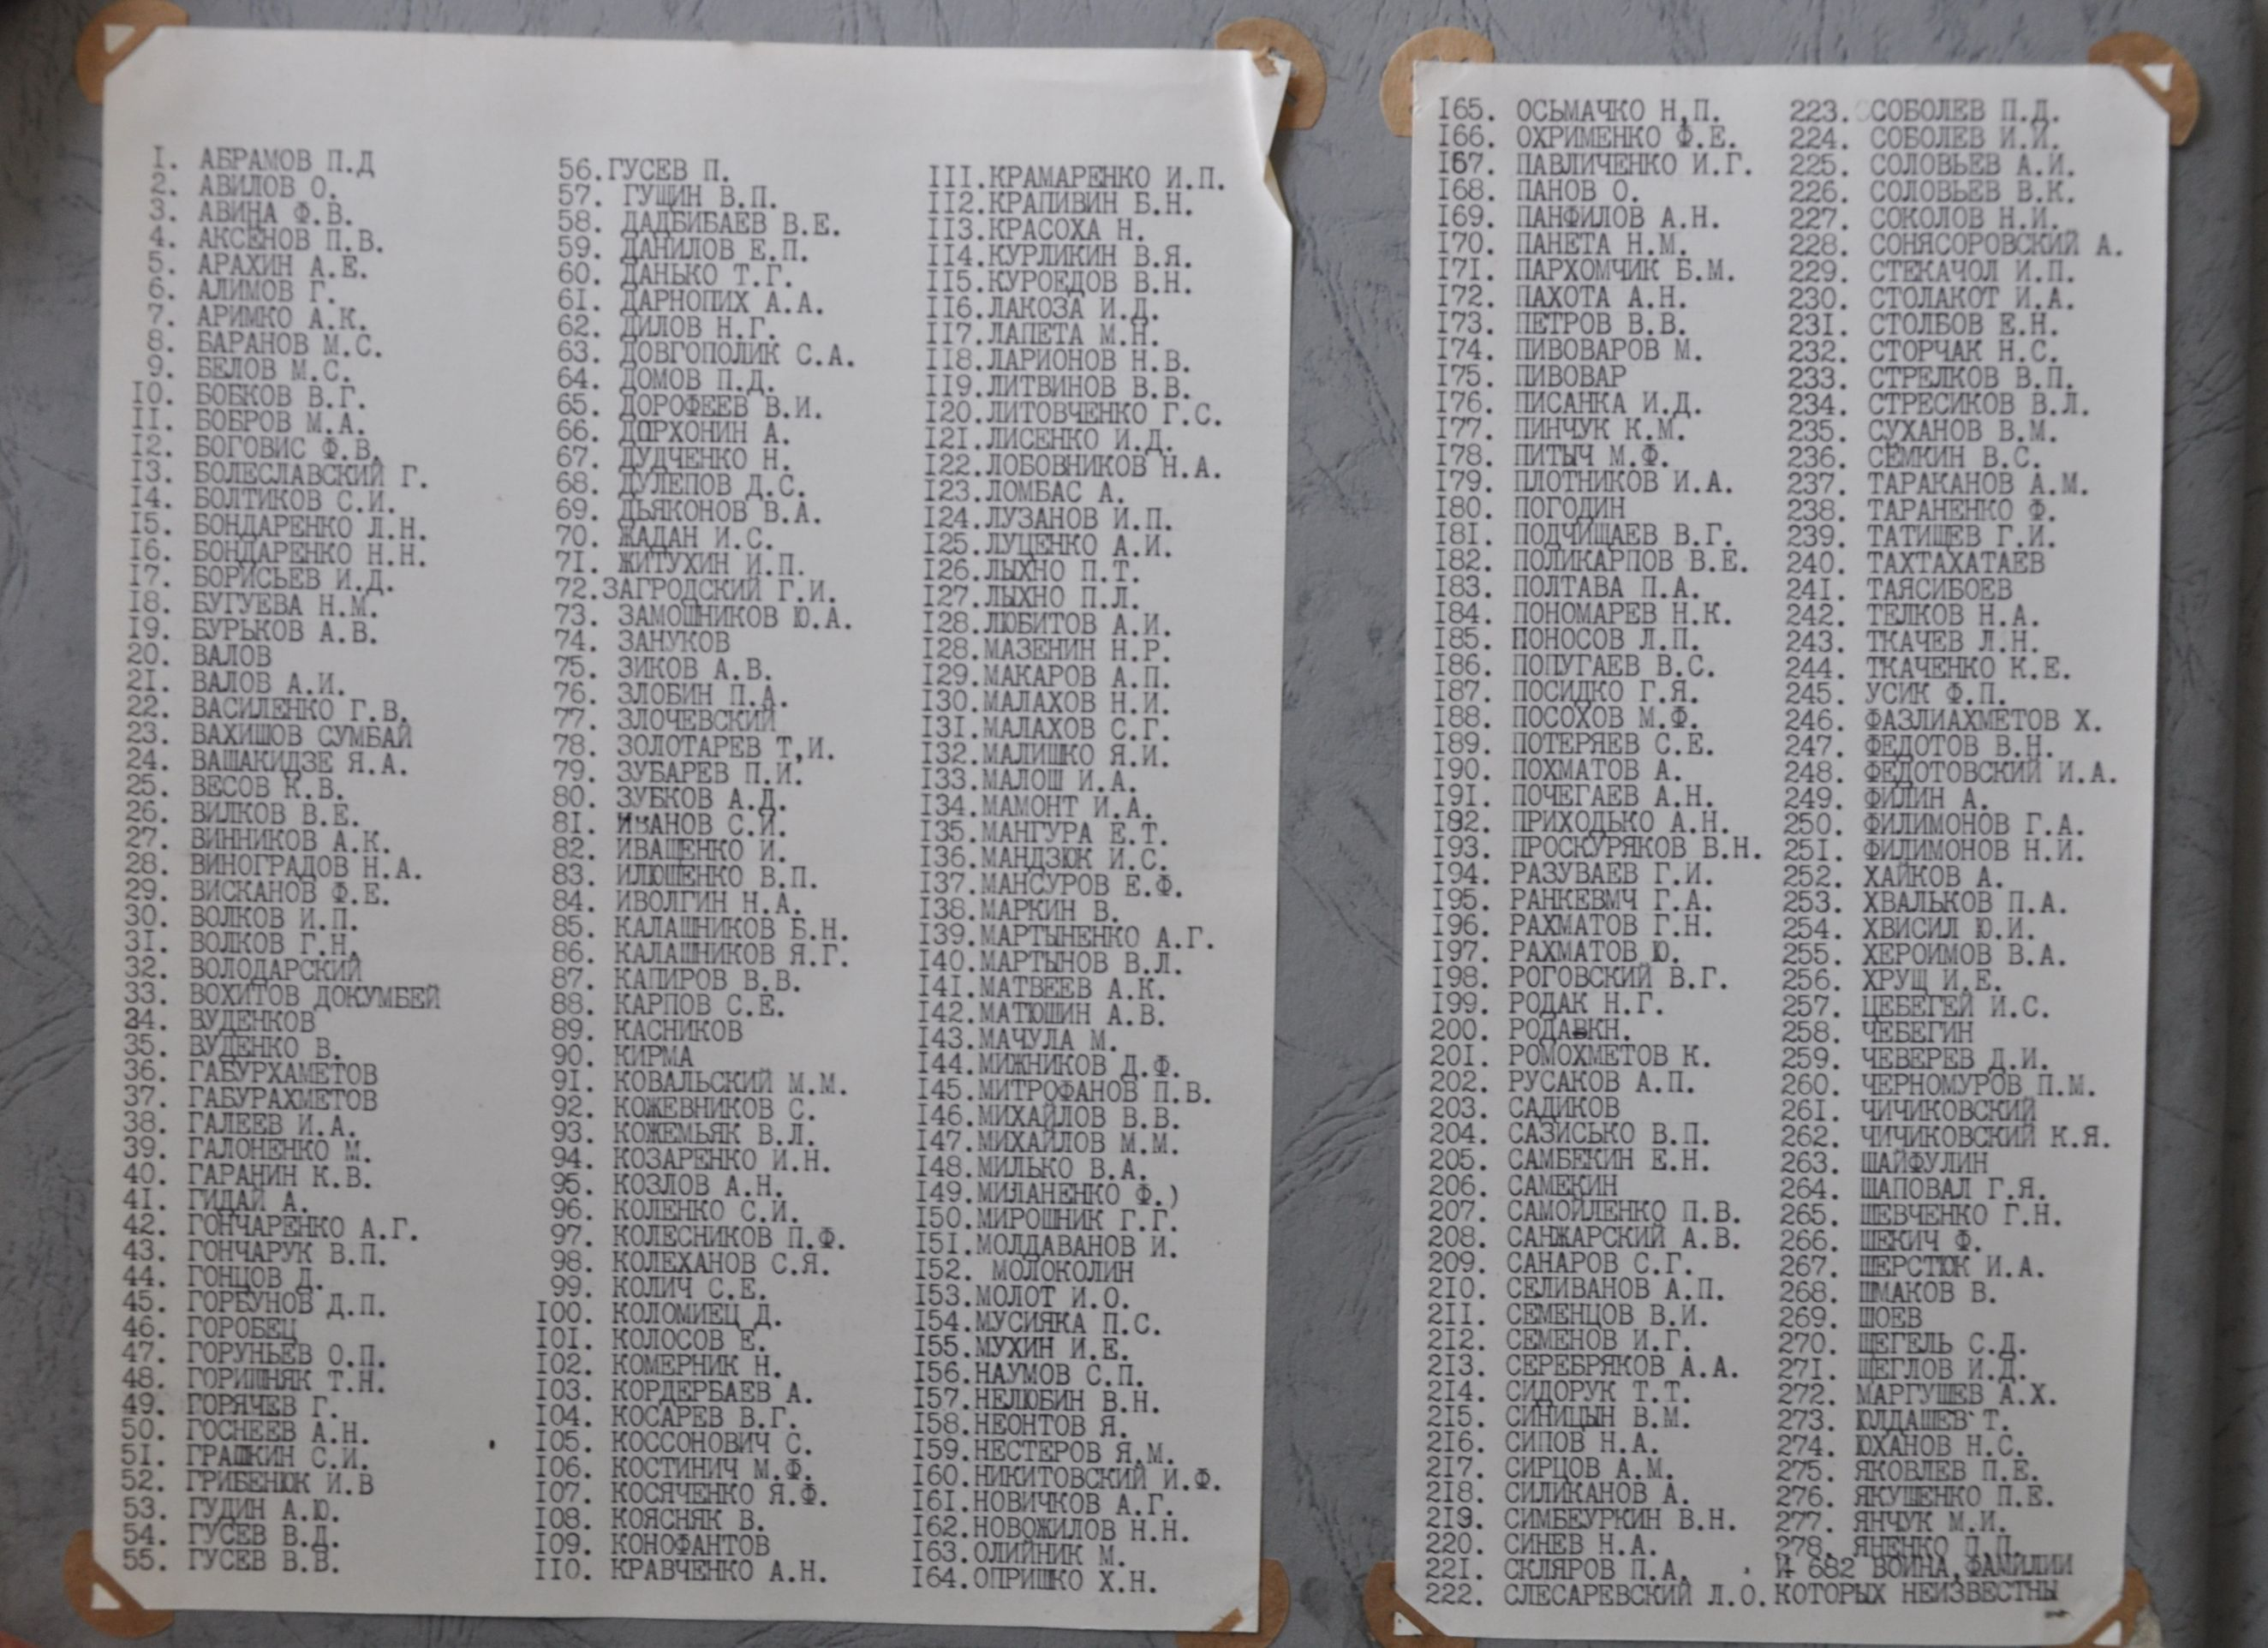 I. АБРАМОВ П.Д
2. АВИЛОВ О.
3. АВИНА Ф.В.
4. АКСЕНОВ П.В.
5. АРАХИН А.Е.
6. АЛИМОВ Г.
7. АРИМКО А.К.
8. БАРАНОВ М.С.
9. БЕЛОВ М.С.
I0. БОБКОВ В.Г.
II. БОБРОВ М.А.
I2. БОГОВИС Ф.В.
I3. БОЛЕСЛАВСКИЙ Г.
I4. БОЛТИКОВ С.И.
I5. БОНДАРЕНКО Л.Н.
I6. БОНДАРЕНКО Н.Н.
I7. БОРИСЬЕВ И.Д.
I8. БУГУЕВА Н.М.
I9. БУРЬКОВ А.В.
20. ВАЛОВ
2I. ВАЛОВ А.И.
22. ВАСИЛЕНКО Г.В.
23. ВАХИШОВ СУМБАЙ
24. ВАШАКИДЗЕ Я.А.
25. ВЕСОВ К.В.
26. ВИЛКОВ В.Е.
27. ВИННИКОВ А.К.
28. ВИНОГРАДОВ Н.А.
29. ВИСКАНОВ Ф.Е.
30. ВОЛКОВ И.П.
3I. ВОЛКОВ Г.Н.
32. ВОЛОДАРСКИЙ
33. ВОХИТОВ ДОКУМБЕЙ
34. ВУДЕНКОВ
35. ВУДЕНКО В.
36. ГАБУРХАМЕТОВ
37. ГАБУРАХМЕТОВ
38. ГАЛЕЕВ И.А.
39. ГАЛОНЕНКО М.
40. ГАРАНИН К.В.
4I. ГИДАЙ А.
42. ГОНЧАРЕНКО А.Г.
43. ГОНЧАРУК В.П.
44. ГОНЦОВ Д.
45. ГОРБУНОВ Д.П.
46. ГОРОБЕЦ
47. ГОРУНЬЕВ О.П.
48. ГОРИШНЯК Т.Н.
49. ГОРЯЧЕВ Г.
50. ГОСНЕЕВ А.Н.
5I. ГРАШКИН С.И.
52. ГРИБЕНЮК И.В
53. ГУДИН А.Ю.
54. ГУСЕВ В.Д.
55. ГУСЕВ В.В.
56.ГУСЕВ П.
57. ГУЩИН В.П.
58. ДАДБИБАЕВ В.Е.
59. ДАНИЛОВ Е.П.
60. ДАНЬКО Т.Г.
6I. ДАРНОПИХ А.А.
62. ДИЛОВ Н.Г.
63. ДОВГОПОЛИК С.А.
64. ДОМОВ П.Д.
65. ДОРОФЕЕВ В.И.
66. ДОРХОНИН А.
67. ДУДЧЕНКО Н.
68. ДУЛЕПОВ Д.С.
69. ДЬЯКОНОВ В.А.
70. ЖАДАН И.С.
7I. ЖИТУХИН И.П.
72.ЗАГРОДСКИЙ Г.И.
73. ЗАМОШНИКОВ Ю.А.
74. ЗАНУКОВ
75. ЗИКОВ А.В.
76. ЗЛОБИН П.А.
77. ЗЛОЧЕВСКИЙ
78. ЗОЛОТАРЕВ Т,И.
79. ЗУБАРЕВ П.И.
80. ЗУБКОВ А.Д.
8I. ИВАНОВ С.И.
82. ИВАЩЕНКО И.
83. ИЛЮШЕНКО В.П.
84. ИВОЛГИН Н.А.
85. КАЛАШНИКОВ Б.Н.
86. КАЛАШНИКОВ Я.Г.
87. КАПИРОВ В.В.
88. КАРПОВ С.Е.
89. КАСНИКОВ
90. КИРМА
9I. КОВАЛЬСКИЙ М.М.
92. КОЖЕВНИКОВ С.
93. КОЖЕМЬЯК В.Л.
94. КОЗАРЕНКО И.Н.
95. КОЗЛОВ А.Н.
96. КОЛЕНКО С.И.
97. КОЛЕСНИКОВ П.Ф.
98. КОЛЕХАНОВ С.Я.
99. КОЛИЧ С.Е.
I00. КОЛОМИЕЦ Д.
I0I. КОЛОСОВ Е.
I02. КОМЕРНИК Н.
I03. КОРДЕРБАЕВ А.
I04. КОСАРЕВ В.Г.
I05. КОССОНОВИЧ С.
I06. КОСТИНИЧ М.Ф.
I07. КОСЯЧЕНКО Я.Ф.
I08. КОЯСНЯК В.
I09. КОНОФАНТОВ
II0. КРАВЧЕНКО А.Н.
III.КРАМАРЕНКО И.П.
II2.КРАПИВИН Б.Н.
II3.КРАСОХА Н.
II4.КУРЛИКИН В.Я.
II5.КУРОЕДОВ В.Н.
II6.ЛАКОЗА И.Д.
II7.ЛАПЕТА М.Н.
II8.ЛАРИОНОВ Н.В.
II9.ЛИТВИНОВ В.В.
I20.ЛИТОВЧЕНКО Г.С.
I2I.ЛИСЕНКО И.Д.
I22.ЛОБОВНИКОВ Н.А.
I23.ЛОМБАС А.
I24.ЛУЗАНОВ И.П.
I25.ЛУЦЕНКО А.И.
I26.ЛЫХНО П.Т.
I27.ЛЫХНО П.Л.
I28.ЛЮБИТОВ А.И.
I28.МАЗЕНИН Н.Р.
I29.МАКАРОВ А.П.
I30.МАЛАХОВ Н.И.
I3I.МАЛАХОВ С.Г.
I32.МАЛИШКО Я.И.
I33.МАЛОШ И.А.
I34.МАМОНТ И.А.
I35.МАНГУРА Е.Т.
I36.МАНДЗЮК И.С.
I37.МАНСУРОВ Е.Ф.
I38.МАРКИН В.
I39.МАРТЫНЕНКО А.Г.
I40.МАРТЫНОВ В.Л.
I4I.МАТВЕЕВ А.К.
I42.МАТЮШИН А.В.
I43.МАЧУЛА М.
I44.МИЖНИКОВ Д.Ф.
I45.МИТРОФАНОВ П.В.
I46.МИХАЙЛОВ В.В.
I47.МИХАЙЛОВ М.М.
I48.МИЛЬКО В.А.
I49.МИЛАНЕНКО Ф.)
I50.МИРОШНИК Г.Г.
I5I.МОЛДАВАНОВ И.
I52. МОЛОКОЛИН
I53.МОЛОТ И.О.
I54.МУСИЯКА П.С.
I55.МУХИН И.Е.
I56.НАУМОВ С.П.
I57.НЕЛЮБИН В.Н.
I58.НЕОНТОВ Я.
I59.НЕСТЕРОВ Я.М.
I60.НИКИТОВСКИЙ И.Ф.
I6I.НОВИЧКОВ А.Г.
I62.НОВОЖИЛОВ Н.Н.
I63.ОЛИЙНИК М.
I64.ОПРИШКО Х.Н.
I65. ОСЬМАЧКО Н,П.
I66. ОХРИМЕНКО Ф.Е.
I67. ПАВЛИЧЕНКО И.Г.
I68. ПАНОВ О.
I69. ПАНФИЛОВ А.Н.
I70. ПАНЕТА Н.М.
I7I. ПАРХОМЧИК Б.М.
I72. ПАХОТА А.Н.
I73. ПЕТРОВ В.В.
I74. ПИВОВАРОВ М.
I75. ПИВОВАР
I76. ПИСАНКА И.Д.
I77. ПИНЧУК К.М.
I78. ПИТЫЧ М.Ф.
I79. ПЛОТНИКОВ И.А.
I80. ПОГОДИН
I8I. ПОДЧИЩАЕВ В.Г.
I82. ПОЛИКАРПОВ В.Е.
I83. ПОЛТАВА П.А.
I84. ПОНОМАРЕВ Н.К.
I85. ПОНОСОВ Л.П.
I86. ПОПУГАЕВ В.С.
I87. ПОСИДКО Г.Я.
I88. ПОСОХОВ М.Ф.
I89. ПОТЕРЯЕВ С.Е.
I90. ПОХМАТОВ А.
I9I. ПОЧЕГАЕВ А.Н.
I92. ПРИХОДЬКО А.Н.
I93. ПРОСКУРЯКОВ В.Н.
I94. РАЗУВАЕВ Г.И.
I95. РАНКЕВМЧ Г.А.
I96. РАХМАТОВ Г.Н.
I97. РАХМАТОВ Ю.
I98. РОГОВСКИЙ В.Г.
I99. РОДАК Н.Г.
200. РОДАВКН.
20I. РОМОХМЕТОВ К.
202. РУСАКОВ А.П.
203. САДИКОВ
204. САЗИСЬКО В.П.
205. САМБЕКИН Е.Н.
206. САМЕКИН
207. САМОЙЛЕНКО П.В.
208. САНЖАРСКИЙ А.В.
209. САНАРОВ С.Г.
2I0. СЕЛИВАНОВ А.П.
2II. СЕМЕНЦОВ В.И.
2I2. СЕМЕНОВ И.Г.
2I3. СЕРЕБРЯКОВ А.А.
2I4. СИДОРУК Т.Т.
2I5. СИНИЦЫН В.М.
2I6. СИПОВ Н.А.
2I7. СИРЦОВ А.М.
2I8. СИЛИКАНОВ А.
2I9. СИМБЕУРКИН В.Н.
220. СИНЕВ Н.А.
22I. СКЛЯРОВ П.А.
222. СЛЕСАРЕВСКИЙ Л.О.
223. СОБОЛЕВ П.Д.
224. СОБОЛЕВ И.И.
225. СОЛОВЬЕВ А.И.
226. СОЛОВЬЕВ В.К.
227. СОКОЛОВ Н.И.
228. СОНЯСОРОВСКИЙ А.
229. СТЕКАЧОЛ И.П.
230. СТОЛАКОТ И.А.
23I. СТОЛБОВ Е.Н.
232. СТОРЧАК Н.С.
233. СТРЕЛКОВ В.П.
234. СТРЕСИКОВ В.Л.
235. СУХАНОВ В.М.
236. СЕМКИН В.С.
237. ТАРАКАНОВ А.М.
238. ТАРАНЕНКО Ф.
239. ТАТИЩЕВ Г.И.
240. ТАХТАХАТАЕВ
24I. ТАЯСИБОЕВ
242. ТЕЛКОВ Н.А.
243. ТКАЧЕВ Л.Н.
244. ТКАЧЕНКО К.Е.
245. УСИК Ф.П.
246. ФАЗЛИАХМЕТОВ Х.
247. ФЕДОТОВ В.Н.
248. ФЕДОТОВСКИЙ И.А.
249. ФИЛИН А.
250. ФИЛИМОНОВ Г.А.
25I. ФИЛИМОНОВ Н.И.
252. ХАЙКОВ А.
253. ХВАЛЬКОВ П.А.
254. ХВИСИЛ Ю.И.
255. ХЕРОИМОВ В.А.
256. ХРУЩ И.Е.
257. ЦЕБЕГЕЙ И.С.
258. ЧЕБЕГИН
259. ЧЕВЕРЕВ Д.И.
260. ЧЕРНОМУРОВ П.М.
26I. ЧИЧИКОВСКИЙ
262. ЧИЧИКОВСКИЙ К.Я.
263. ШАЙФУЛИН
264. ШАПОВАЛ Г.Я.
265. ШЕВЧЕНКО Г.Н.
266. ШЕКИЧ Ф.
267. ШЕРСТЮК И.А.
268. ШМАКОВ В.
269. ШОЕВ
270. ЩЕГЕЛЬ С.Д.
27I. ЩЕГЛОВ И.Д.
272. МАРГУШЕВ А.Х.
273. ЮЛДАШЕВ Т.
274. ЮХАНОВ Н.С.
275. ЯКОВЛЕВ П.Е.
276. ЯКУШЕНКО П.Е.
277. ЯНЧУК М.И.
278. ЯНЕНКО П.П.
И 682 ВОИНА,ФАМИЛИИ
КОТОРЫХ НЕИЗВЕСТНЫ